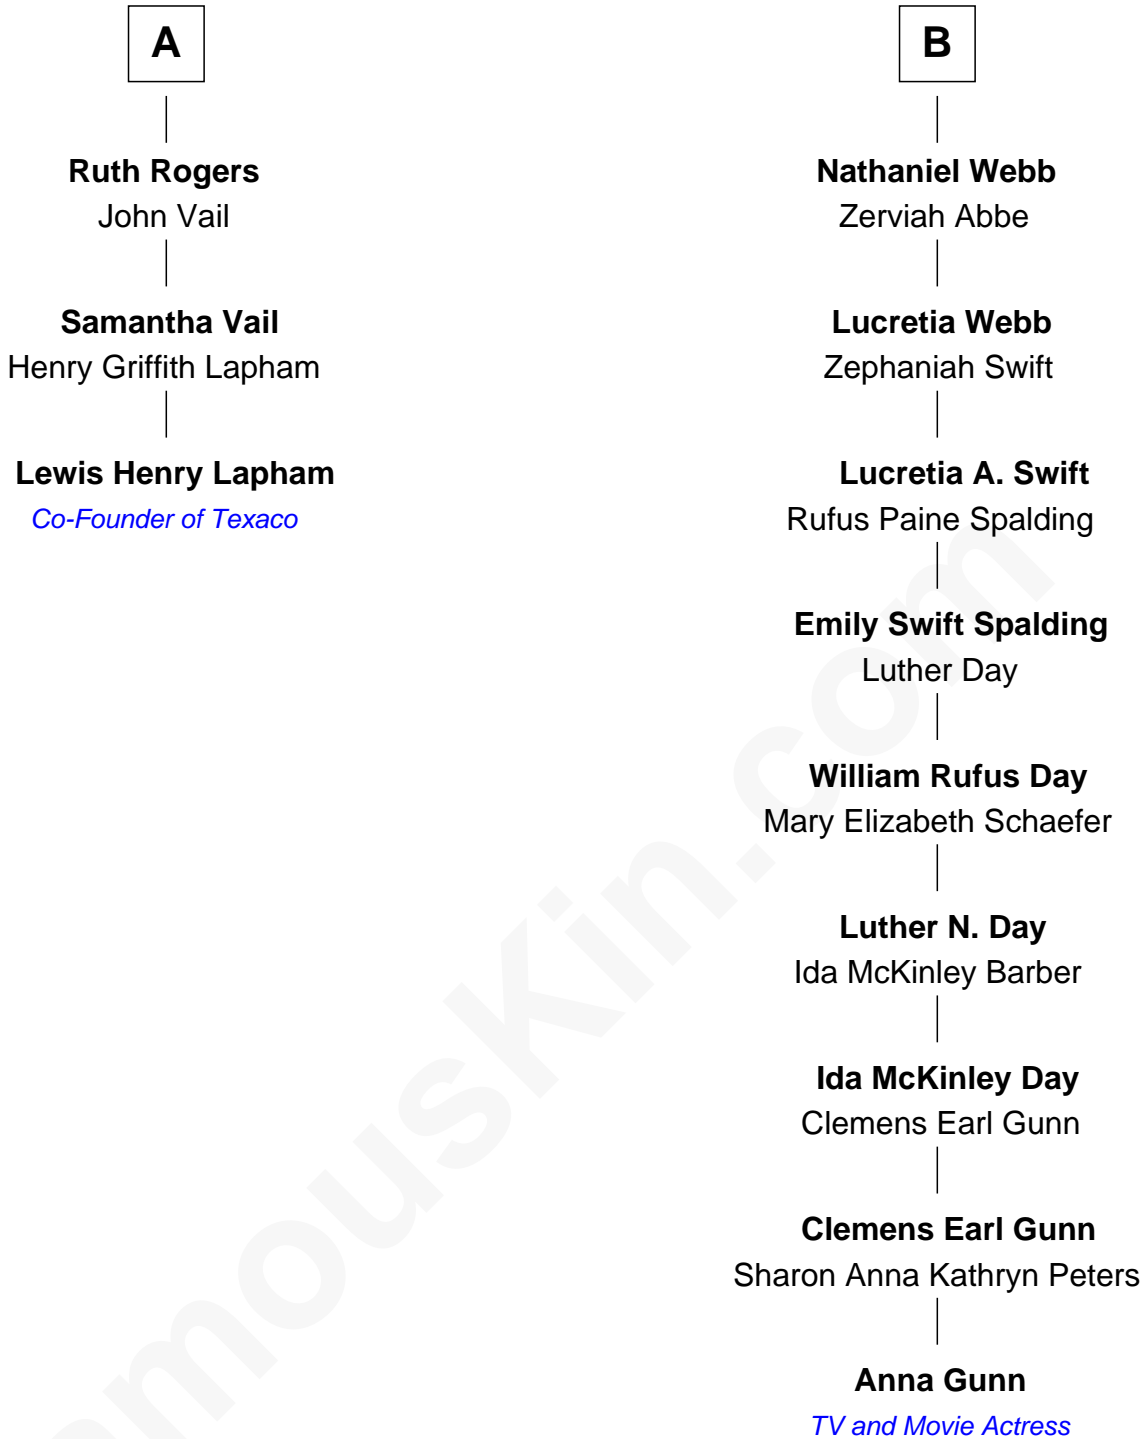 A
Ruth Rogers
John Vail
Samantha Vail
Henry Griffith Lapham
Lewis Henry Lapham
Co-Founder of Texaco
B
Nathaniel Webb
Zerviah Abbe
Lucretia Webb
Zephaniah Swift
Lucretia A. Swift
Rufus Paine Spalding
Emily Swift Spalding
Luther Day
William Rufus Day
Mary Elizabeth Schaefer
Luther N. Day
Ida McKinley Barber
Ida McKinley Day
Clemens Earl Gunn
Clemens Earl Gunn
Sharon Anna Kathryn Peters
Anna Gunn
TV and Movie Actress
amouskin.com